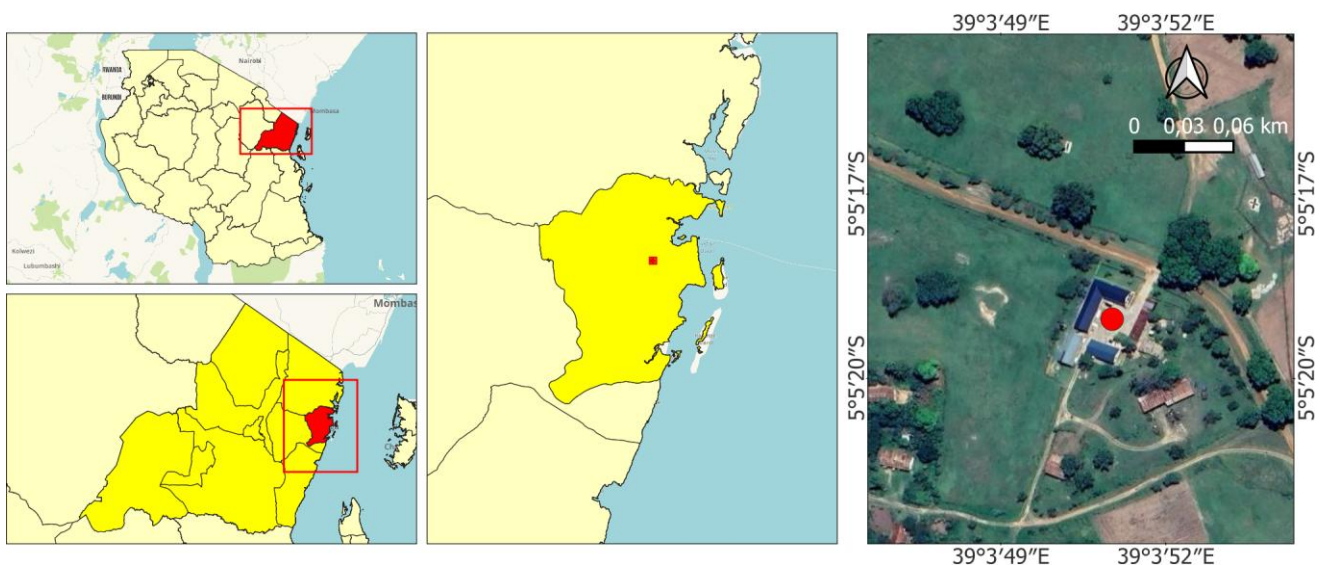 Nairobi
RWANDA
BURUNDI
Mombasa
Kolwezi
Lubumbashi
Mombas
39°3′49″E 39°3′52″E
0 0,03 0,06 km
5°5′17″S
5°5′17″S
5°5′20″S
5°5′20″S
39°3′49″E 39°3′52″E